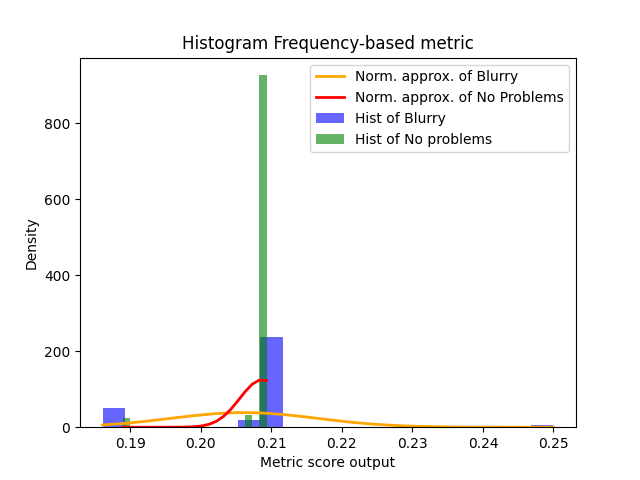 Histogram Frequency-based metric
Norm. approx. of Blurry
Norm. approx. of No Problems
Hist of Blurry
Hist of No problems
Density
800
600
400
200
0
0.19 0.20 0.21 0.22 0.23 0.24 0.25
Metric score output